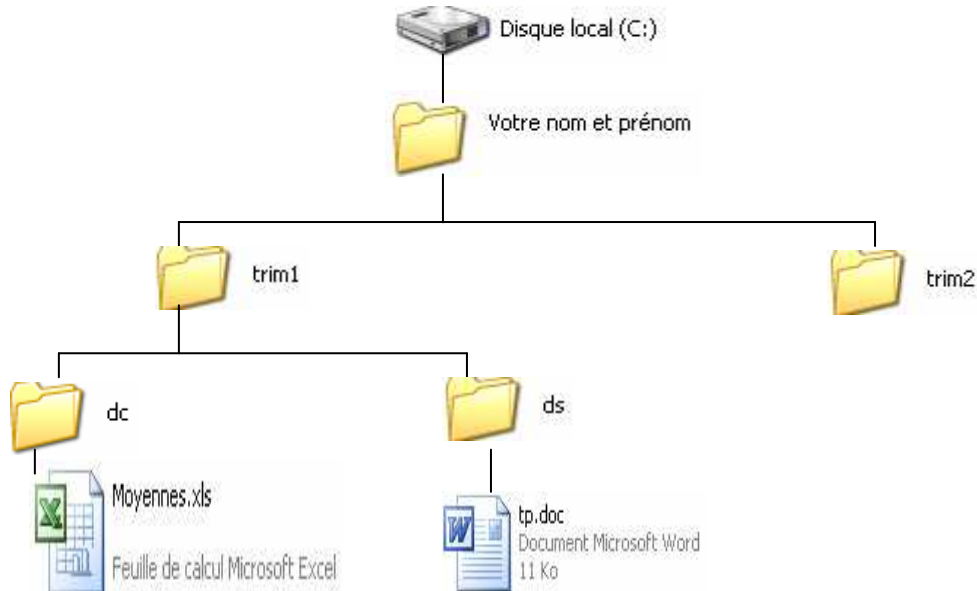 Disque local (C:)
Votre nom et prénom
trim1
trim2
dc
ds
Moyennes.xls
Feuille de calcul Microsoft Excel
tp.doc
Document Microsoft Word
11 Ko